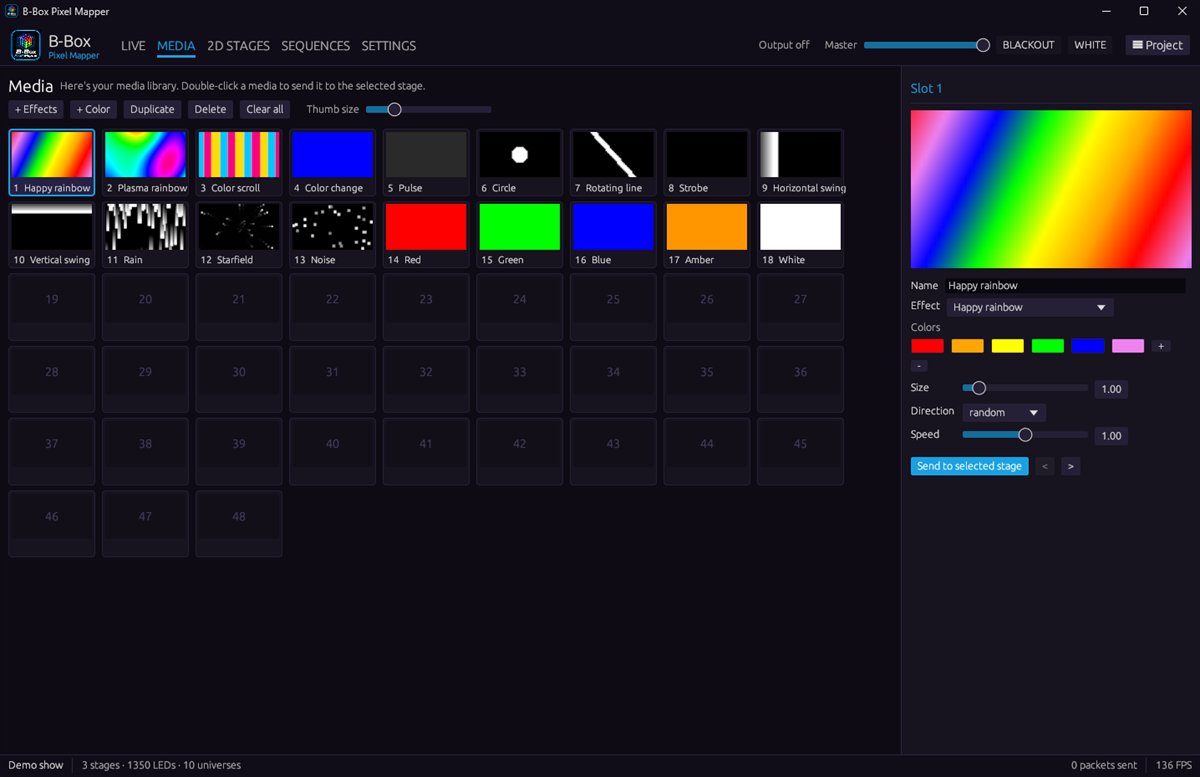 B-Box Pixel Mapper
B-Box
Pixel Mapper
LIVE MEDIA 2D STAGES SEQUENCES SETTINGS
Output off Master BLACKOUT WHITE Project
Media Here's your media library. Double-click a media to send it to the selected stage.
+ Effects + Color Duplicate Delete Clear all Thumb size
1 Happy rainbow 2 Plasma rainbow 3 Color scroll 4 Color change 5 Pulse 6 Circle 7 Rotating line 8 Strobe 9 Horizontal swing
10 Vertical swing 11 Rain 12 Starfield 13 Noise 14 Red 15 Green 16 Blue 17 Amber 18 White
19 20 21 22 23 24 25 26 27
28 29 30 31 32 33 34 35 36
37 38 39 40 41 42 43 44 45
46 47 48
Slot 1
Name Happy rainbow
Effect Happy rainbow
Colors
+
-
Size 1.00
Direction random
Speed 1.00
Send to selected stage < >
Demo show 3 stages · 1350 LEDs · 10 universes 0 packets sent 136 FPS